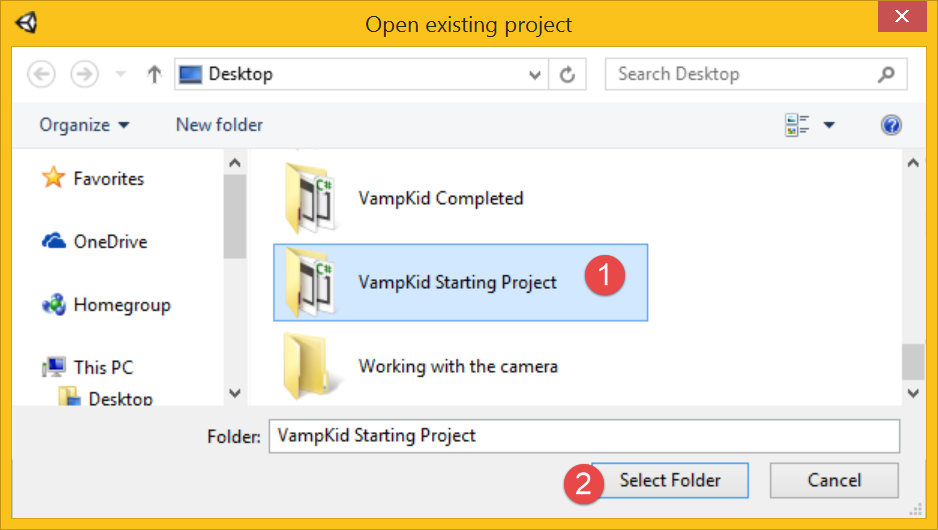 Open existing project
Desktop
Search Desktop
Organize
New folder
Favorites
OneDrive
Homegroup
This PC
Desktop
C#
VampKid Completed
C#
VampKid Starting Project
1
Working with the camera
Folder:
VampKid Starting Project
2
Select Folder
Cancel